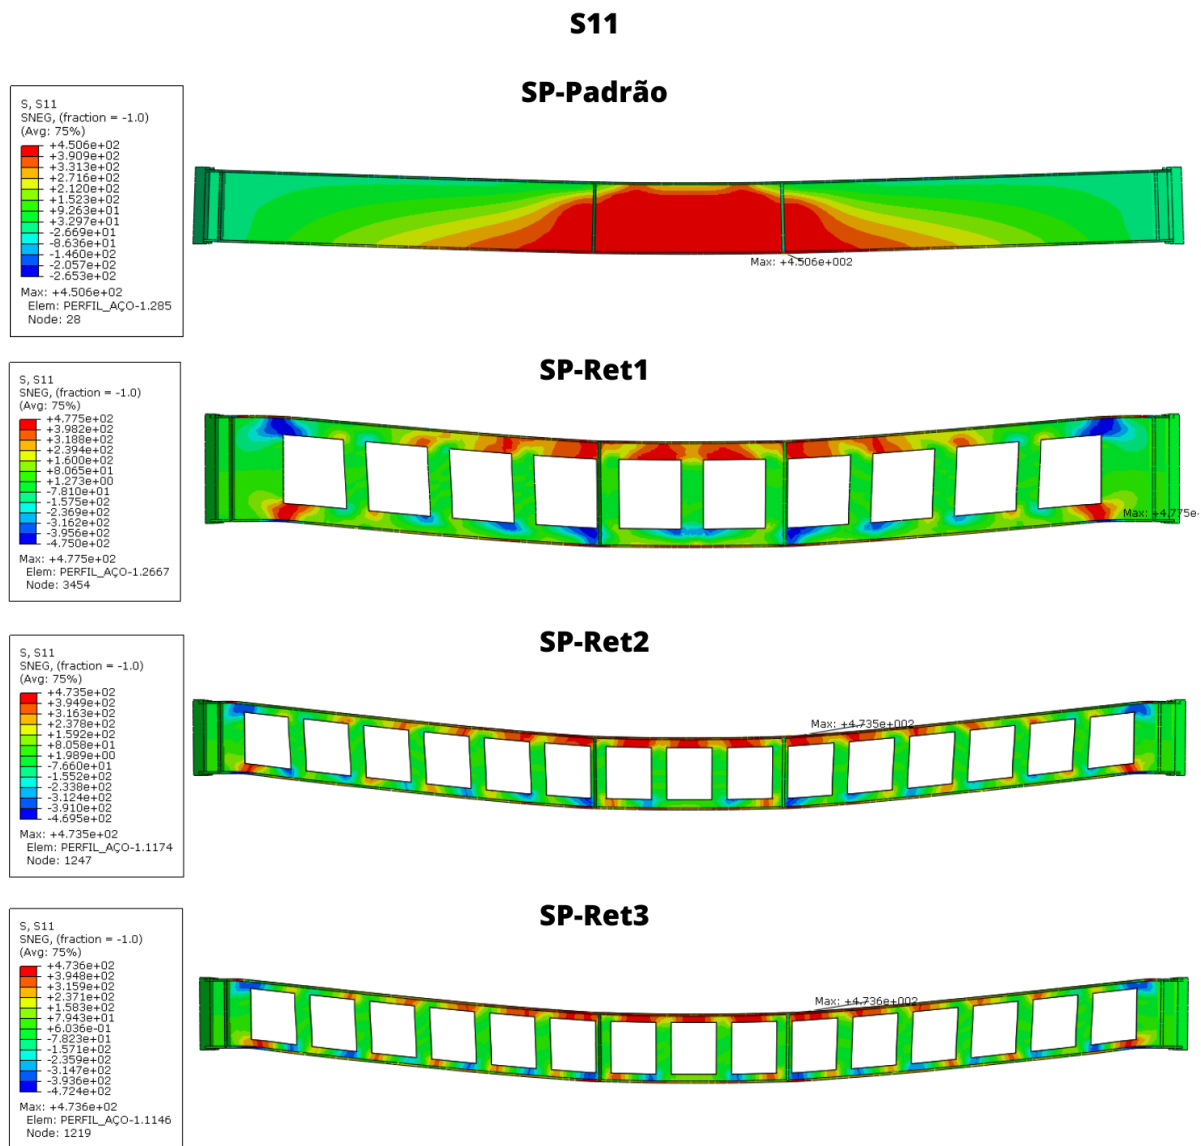 S11
SP-Padrão
S, S11
SNEG, (fraction = -1.0)
(Avg: 75%)
+4.506e+02
+3.909e+02
+3.313e+02
+2.716e+02
+2.120e+02
+1.523e+02
+9.263e+01
+3.297e+01
-2.669e+01
-8.636e+01
-1.460e+02
-2.057e+02
-2.653e+02
Max: +4.506e+02
Elem: PERFIL_AÇO-1.285
Node: 28
Max: +4.506e+002
SP-Ret1
S, S11
SNEG, (fraction = -1.0)
(Avg: 75%)
+4.775e+02
+3.982e+02
+3.188e+02
+2.394e+02
+1.600e+02
+8.065e+01
+1.273e+00
-7.810e+01
-1.575e+02
-2.369e+02
-3.162e+02
-3.956e+02
-4.750e+02
Max: +4.775e+02
Elem: PERFIL_AÇO-1.2667
Node: 3454
Max: +4.775e-
SP-Ret2
S, S11
SNEG, (fraction = -1.0)
(Avg: 75%)
+4.735e+02
+3.949e+02
+3.163e+02
+2.378e+02
+1.592e+02
+8.058e+01
+1.989e+00
-7.660e+01
-1.552e+02
-2.338e+02
-3.124e+02
-3.910e+02
-4.695e+02
Max: +4.735e+02
Elem: PERFIL_AÇO-1.1174
Node: 1247
Max: +4.735e+002
SP-Ret3
S, S11
SNEG, (fraction = -1.0)
(Avg: 75%)
+4.736e+02
+3.948e+02
+3.159e+02
+2.371e+02
+1.583e+02
+7.943e+01
+6.036e-01
-7.823e+01
-1.571e+02
-2.359e+02
-3.147e+02
-3.936e+02
-4.724e+02
Max: +4.736e+02
Elem: PERFIL_AÇO-1.1146
Node: 1219
Max: +4.736e+002